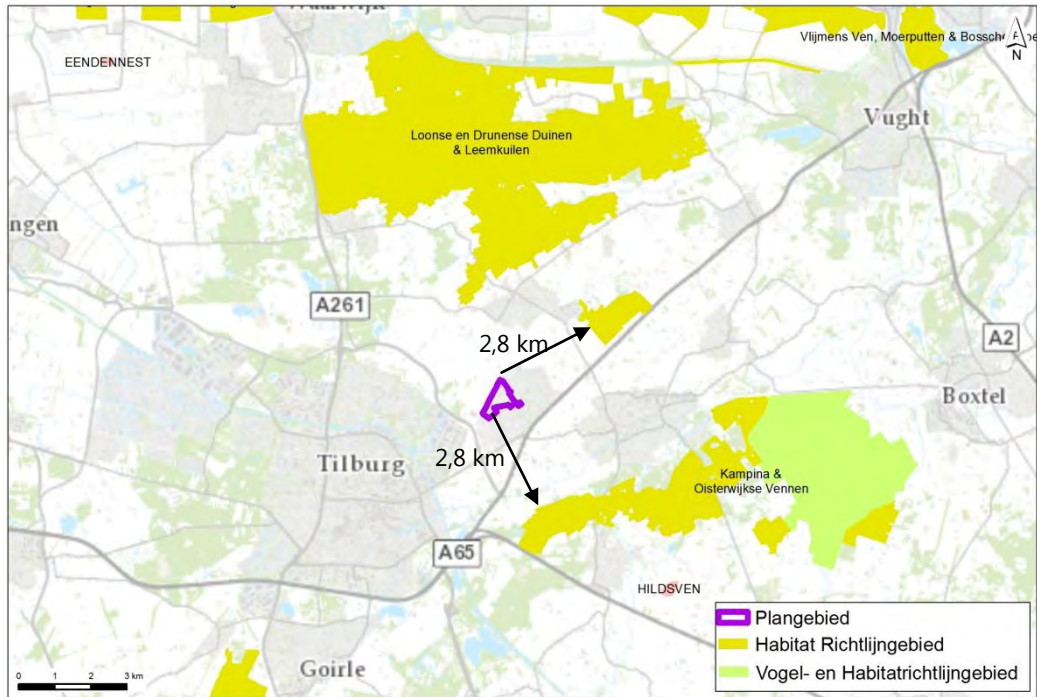 Waalwijk
EENDENNEST
Vlijmens Ven, Moerputten & Bossche
N
Vught
Loonse en Drunense Duinen
& Leemkuilen
ngen
A261
2,8 km
A2
Boxtel
Tilburg
2,8 km
Kampina &
Oisterwijkse Vennen
A65
HILDSVEN
Plangebied
Habitat Richtlijngebied
Vogel- en Habitatrichtlijngebied
Goirle
0 1 2 3 km